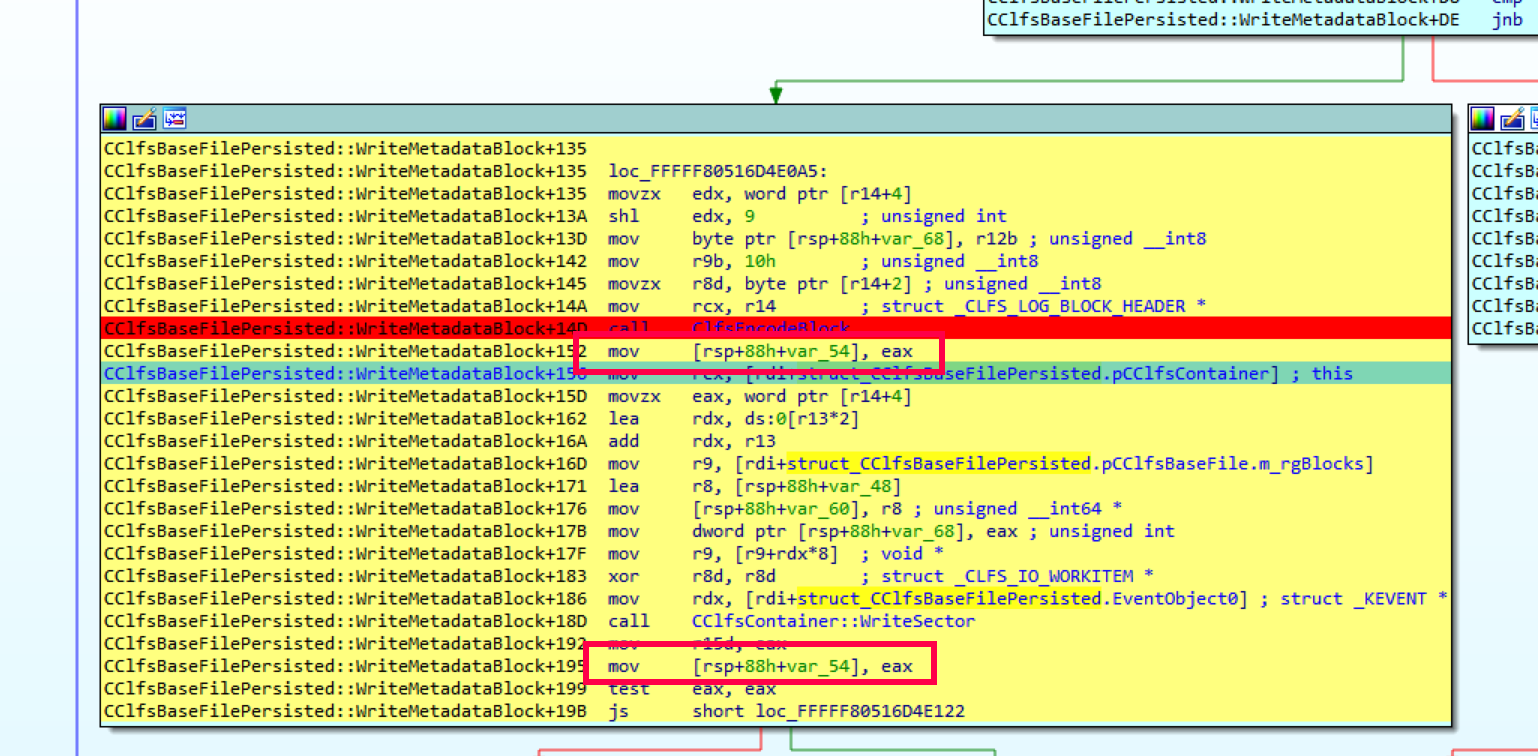 CClfsBaseFilePersisted::WriteMetadataBlock+DE jnb
CClfsBaseFilePersisted::WriteMetadataBlock+135
CClfsBaseFilePersisted::WriteMetadataBlock+135 loc_FFFFF80516D4E0A5:
CClfsBaseFilePersisted::WriteMetadataBlock+135 movzx edx, word ptr [r14+4]
CClfsBaseFilePersisted::WriteMetadataBlock+13A shl edx, 9 ; unsigned int
CClfsBaseFilePersisted::WriteMetadataBlock+13D mov byte ptr [rsp+88h+var_68], r12b ; unsigned __int8
CClfsBaseFilePersisted::WriteMetadataBlock+142 mov r9b, 10h ; unsigned __int8
CClfsBaseFilePersisted::WriteMetadataBlock+145 movzx r8d, byte ptr [r14+2] ; unsigned __int8
CClfsBaseFilePersisted::WriteMetadataBlock+14A mov rcx, r14 ; struct _CLFS_LOG_BLOCK_HEADER *
CClfsBaseFilePersisted::WriteMetadataBlock+14D call ClfsEncodeBlock
CClfsBaseFilePersisted::WriteMetadataBlock+152 mov [rsp+88h+var_54], eax
CClfsBaseFilePersisted::WriteMetadataBlock+156 mov rcx, [rdi+struct_CClfsBaseFilePersisted.pCClfsContainer] ; this
CClfsBaseFilePersisted::WriteMetadataBlock+15D movzx eax, word ptr [r14+4]
CClfsBaseFilePersisted::WriteMetadataBlock+162 lea rdx, ds:0[r13*2]
CClfsBaseFilePersisted::WriteMetadataBlock+16A add rdx, r13
CClfsBaseFilePersisted::WriteMetadataBlock+16D mov r9, [rdi+struct_CClfsBaseFilePersisted.pCClfsBaseFile.m_rgBlocks]
CClfsBaseFilePersisted::WriteMetadataBlock+171 lea r8, [rsp+88h+var_48]
CClfsBaseFilePersisted::WriteMetadataBlock+176 mov [rsp+88h+var_60], r8 ; unsigned __int64 *
CClfsBaseFilePersisted::WriteMetadataBlock+17B mov dword ptr [rsp+88h+var_68], eax ; unsigned int
CClfsBaseFilePersisted::WriteMetadataBlock+17F mov r9, [r9+rdx*8] ; void *
CClfsBaseFilePersisted::WriteMetadataBlock+183 xor r8d, r8d ; struct _CLFS_IO_WORKITEM *
CClfsBaseFilePersisted::WriteMetadataBlock+186 mov rdx, [rdi+struct_CClfsBaseFilePersisted.EventObject0] ; struct _KEVENT *
CClfsBaseFilePersisted::WriteMetadataBlock+18D call CClfsContainer::WriteSector
CClfsBaseFilePersisted::WriteMetadataBlock+192 mov r15d, eax
CClfsBaseFilePersisted::WriteMetadataBlock+195 mov [rsp+88h+var_54], eax
CClfsBaseFilePersisted::WriteMetadataBlock+199 test eax, eax
CClfsBaseFilePersisted::WriteMetadataBlock+19B js short loc_FFFFF80516D4E122